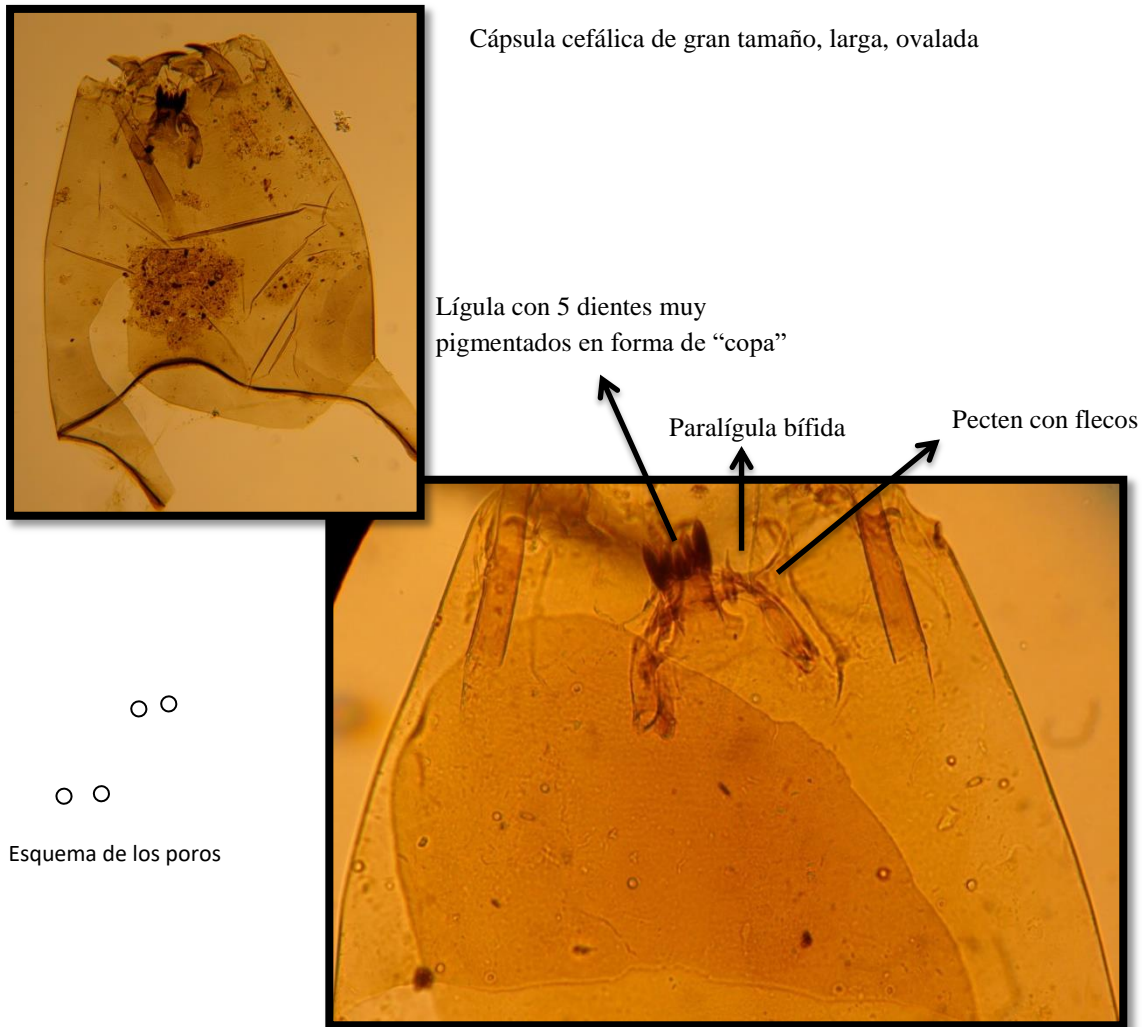 Cápsula cefálica de gran tamaño, larga, ovalada
Lígula con 5 dientes muy
pigmentados en forma de “copa”
Paralígula bífida
Pecten con flecos
Esquema de los poros